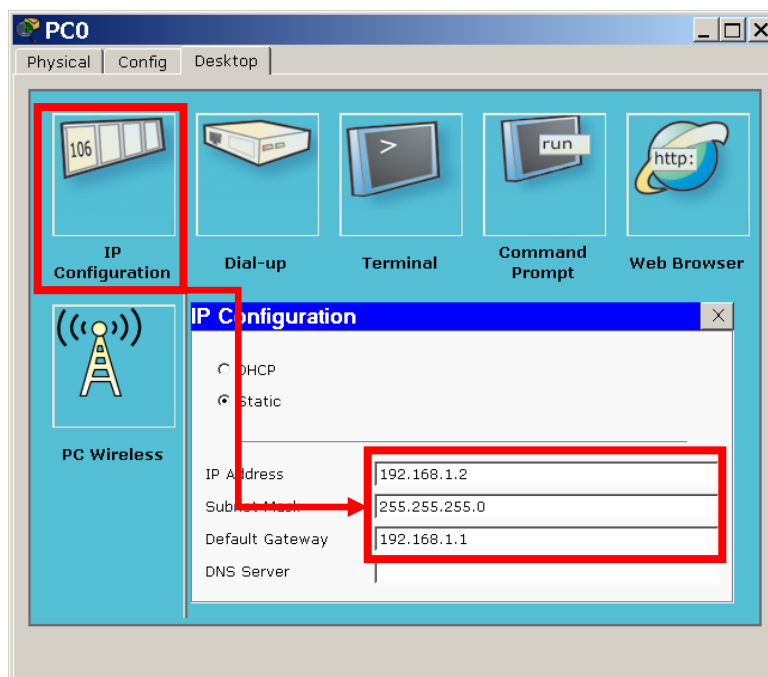 PC0
Physical Config Desktop
106
>
run
http:
IP
Configuration
Dial-up
Terminal
Command
Prompt
Web Browser
PC Wireless
IP Configuration
DHCP
Static
IP Address 192.168.1.2
Subnet Mask 255.255.255.0
Default Gateway 192.168.1.1
DNS Server